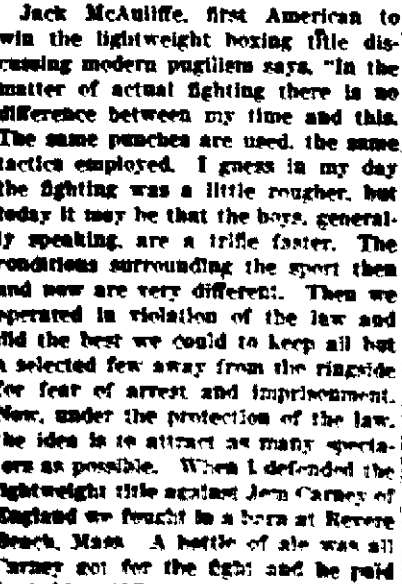 Jack McAuliffe, first American to
win the lightweight boxing title dis-
cussing modern pugilism says, "In the
matter of actual fighting there is no
difference between my time and this.
The same punches are used, the same
tactics employed. I guess in my day
the fighting was a little rougher, but
today it may be that the boys, general-
ly speaking, are a trifle faster. The
conditions surrounding the sport then
and now are very different. Then we
operated in violation of the law and
did the best we could to keep all but
a selected few away from the ringside
for fear of arrest and imprisonment.
Now, under the protection of the law,
the idea is to attract as many specta-
tors as possible. When I defended the
lightweight title against Jem Carney of
England we fought in a barn at Revere
Beach, Mass. A bottle of ale was all
Carney got for the fight and he paid